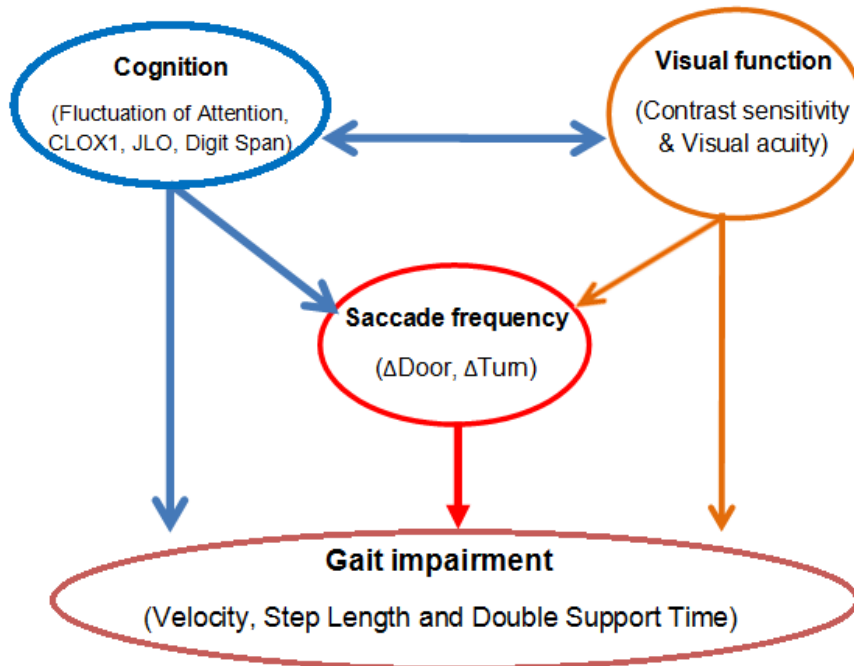 Cognition
(Fluctuation of Attention,
CLOX1, JLO, Digit Span)
Visual function
(Contrast sensitivity
& Visual acuity)
Saccade frequency
(ΔDoor, ΔTurn)
Gait impairment
(Velocity, Step Length and Double Support Time)